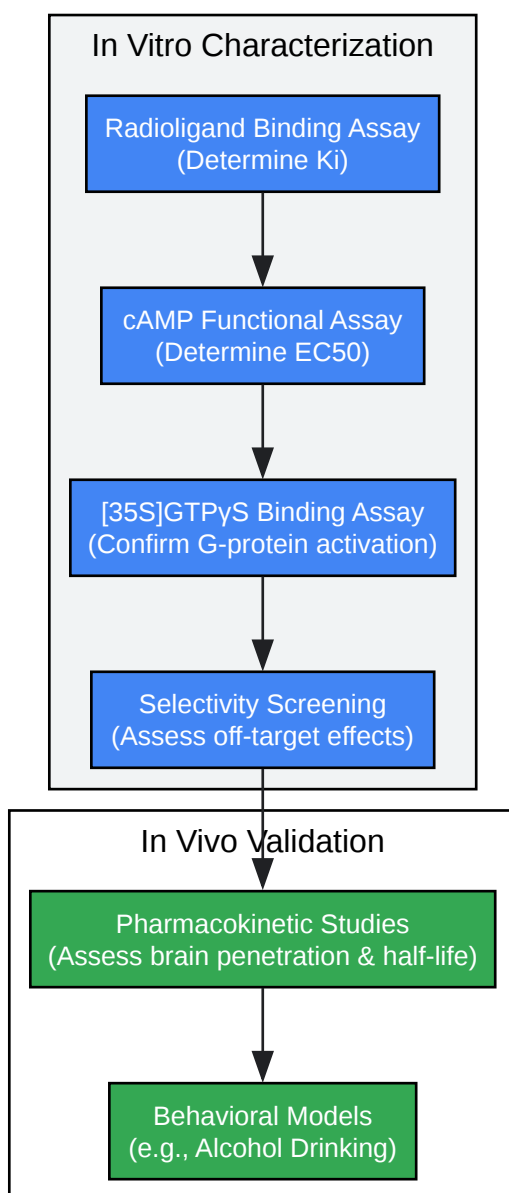 In Vitro Characterization
Radioligand Binding Assay
(Determine Ki)
cAMP Functional Assay
(Determine EC50)
[35S]GTPγS Binding Assay
(Confirm G-protein activation)
Selectivity Screening
(Assess off-target effects)
In Vivo Validation
Pharmacokinetic Studies
(Assess brain penetration & half-life)
Behavioral Models
(e.g., Alcohol Drinking)